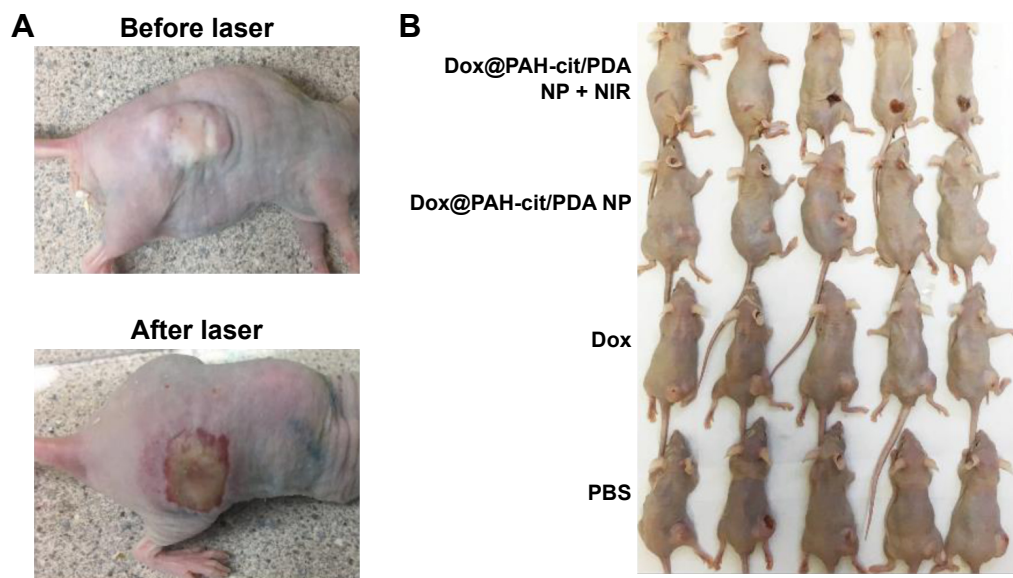 A
Before laser
After laser
B
Dox@PAH-cit/PDA
NP + NIR
Dox@PAH-cit/PDA NP
Dox
PBS